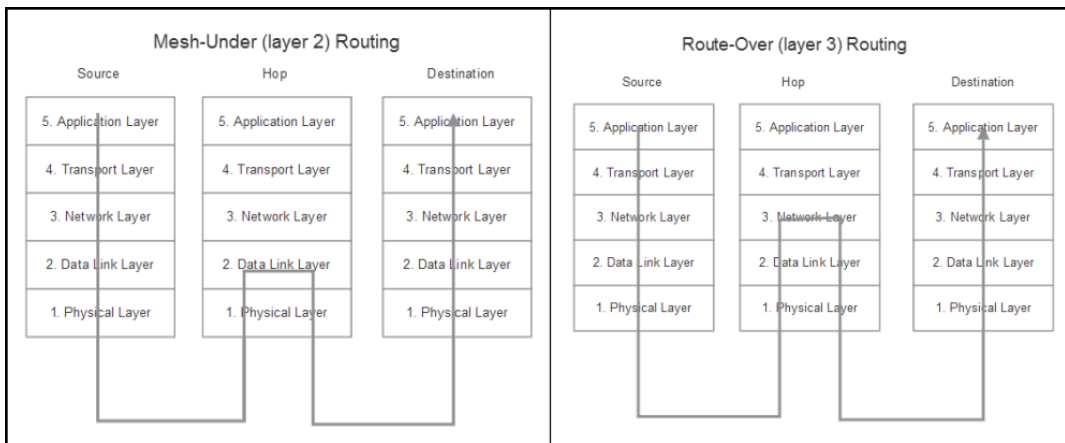 Mesh-Under (layer 2) Routing
Source Hop Destination
5. Application Layer 5. Application Layer 5. Application Layer
4. Transport Layer 4. Transport Layer 4. Transport Layer
3. Network Layer 3. Network Layer 3. Network Layer
2. Data Link Layer 2. Data Link Layer 2. Data Link Layer
1. Physical Layer 1. Physical Layer 1. Physical Layer
Route-Over (layer 3) Routing
Source Hop Destination
5. Application Layer 5. Application Layer 5. Application Layer
4. Transport Layer 4. Transport Layer 4. Transport Layer
3. Network Layer 3. Network Layer 3. Network Layer
2. Data Link Layer 2. Data Link Layer 2. Data Link Layer
1. Physical Layer 1. Physical Layer 1. Physical Layer